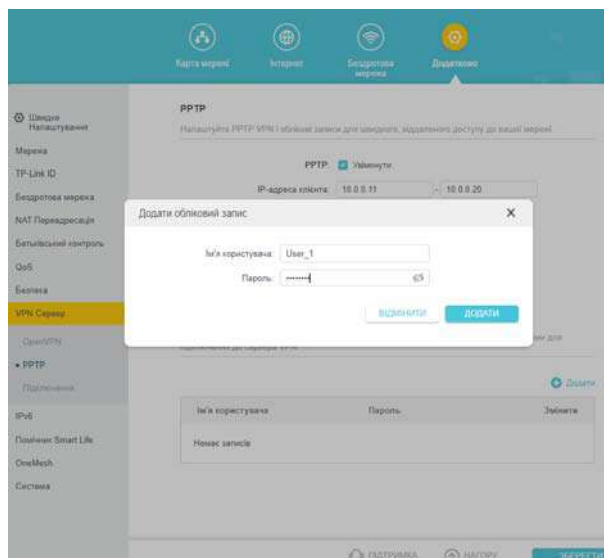 Карта мережі
Інтернет
Бездротова мережа
Додатково
Швидке Налаштування
Мережа
TP-Link ID
Бездротова мережа
NAT Переадресація
Батьківський контроль
QoS
Безпека
VPN Сервер
OpenVPN
PPTP
Підключення
IPv6
Помічник Smart Life
OneMesh
Система
PPTP
Налаштуйте PPTP VPN і облікові записи для швидкого, віддаленого доступу до вашої мережі.
PPTP: Увімкнути
IP-адреса клієнта: 10.0.0.11 - 10.0.0.20
Додати обліковий запис X
Ім'я користувача: User_1
Пароль: ••••••••
ВІДМІНИТИ ДОДАТИ
підключення до сервера VPN.
Додати
Ім'я користувача Пароль Змінити
Немає записів
ПІДТРИМКА НАГОРУ ЗБЕРЕГТИ